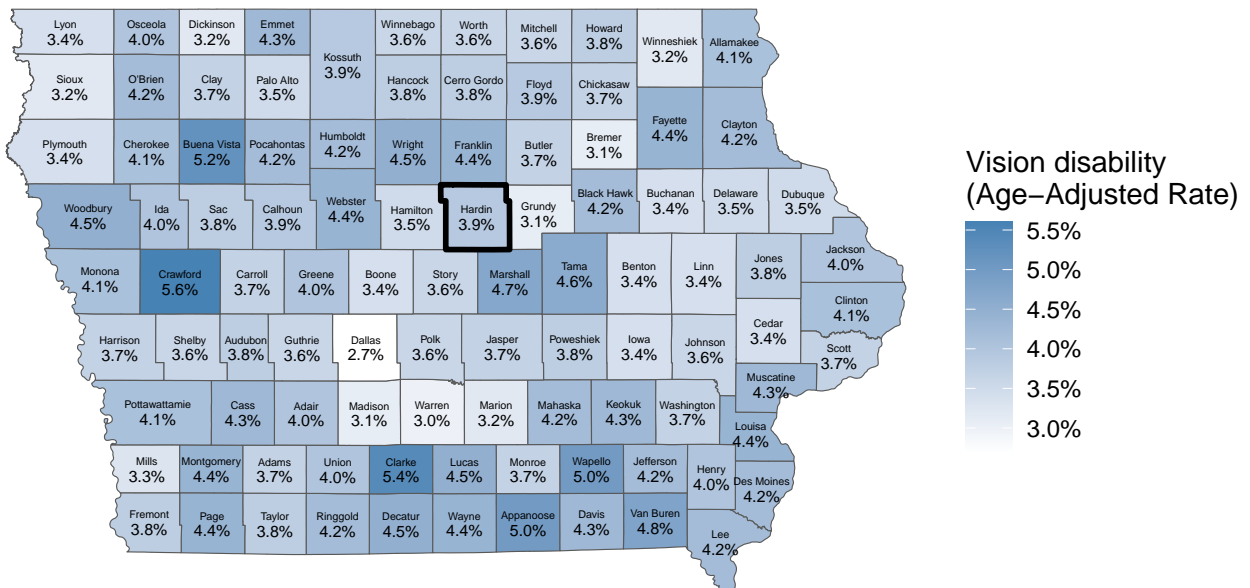 Lyon
3.4%
Osceola
4.0%
Dickinson
3.2%
Emmet
4.3%
Kossuth
3.9%
Winnebago
3.6%
Worth
3.6%
Mitchell
3.6%
Howard
3.8%
Winneshiek
3.2%
Allamakee
4.1%
Sioux
3.2%
O'Brien
4.2%
Clay
3.7%
Palo Alto
3.5%
Hancock
3.8%
Cerro Gordo
3.8%
Floyd
3.9%
Chickasaw
3.7%
Fayette
4.4%
Clayton
4.2%
Plymouth
3.4%
Cherokee
4.1%
Buena Vista
5.2%
Pocahontas
4.2%
Humboldt
4.2%
Wright
4.5%
Franklin
4.4%
Butler
3.7%
Bremer
3.1%
Woodbury
4.5%
Ida
4.0%
Sac
3.8%
Calhoun
3.9%
Webster
4.4%
Hamilton
3.5%
Hardin
3.9%
Grundy
3.1%
Black Hawk
4.2%
Buchanan
3.4%
Delaware
3.5%
Dubuque
3.5%
Monona
4.1%
Crawford
5.6%
Carroll
3.7%
Greene
4.0%
Boone
3.4%
Story
3.6%
Marshall
4.7%
Tama
4.6%
Benton
3.4%
Linn
3.4%
Jones
3.8%
Jackson
4.0%
Clinton
4.1%
Harrison
3.7%
Shelby
3.6%
Audubon
3.8%
Guthrie
3.6%
Dallas
2.7%
Polk
3.6%
Jasper
3.7%
Poweshiek
3.8%
Iowa
3.4%
Johnson
3.6%
Cedar
3.4%
Scott
3.7%
Muscatine
4.3%
Pottawattamie
4.1%
Cass
4.3%
Adair
4.0%
Madison
3.1%
Warren
3.0%
Marion
3.2%
Mahaska
4.2%
Keokuk
4.3%
Washington
3.7%
Louisa
4.4%
Mills
3.3%
Montgomery
4.4%
Adams
3.7%
Union
4.0%
Clarke
5.4%
Lucas
4.5%
Monroe
3.7%
Wapello
5.0%
Jefferson
4.2%
Henry
4.0%
Des Moines
4.2%
Fremont
3.8%
Page
4.4%
Taylor
3.8%
Ringgold
4.2%
Decatur
4.5%
Wayne
4.4%
Appanoose
5.0%
Davis
4.3%
Van Buren
4.8%
Lee
4.2%
Vision disability
(Age−Adjusted Rate)
5.5%
5.0%
4.5%
4.0%
3.5%
3.0%